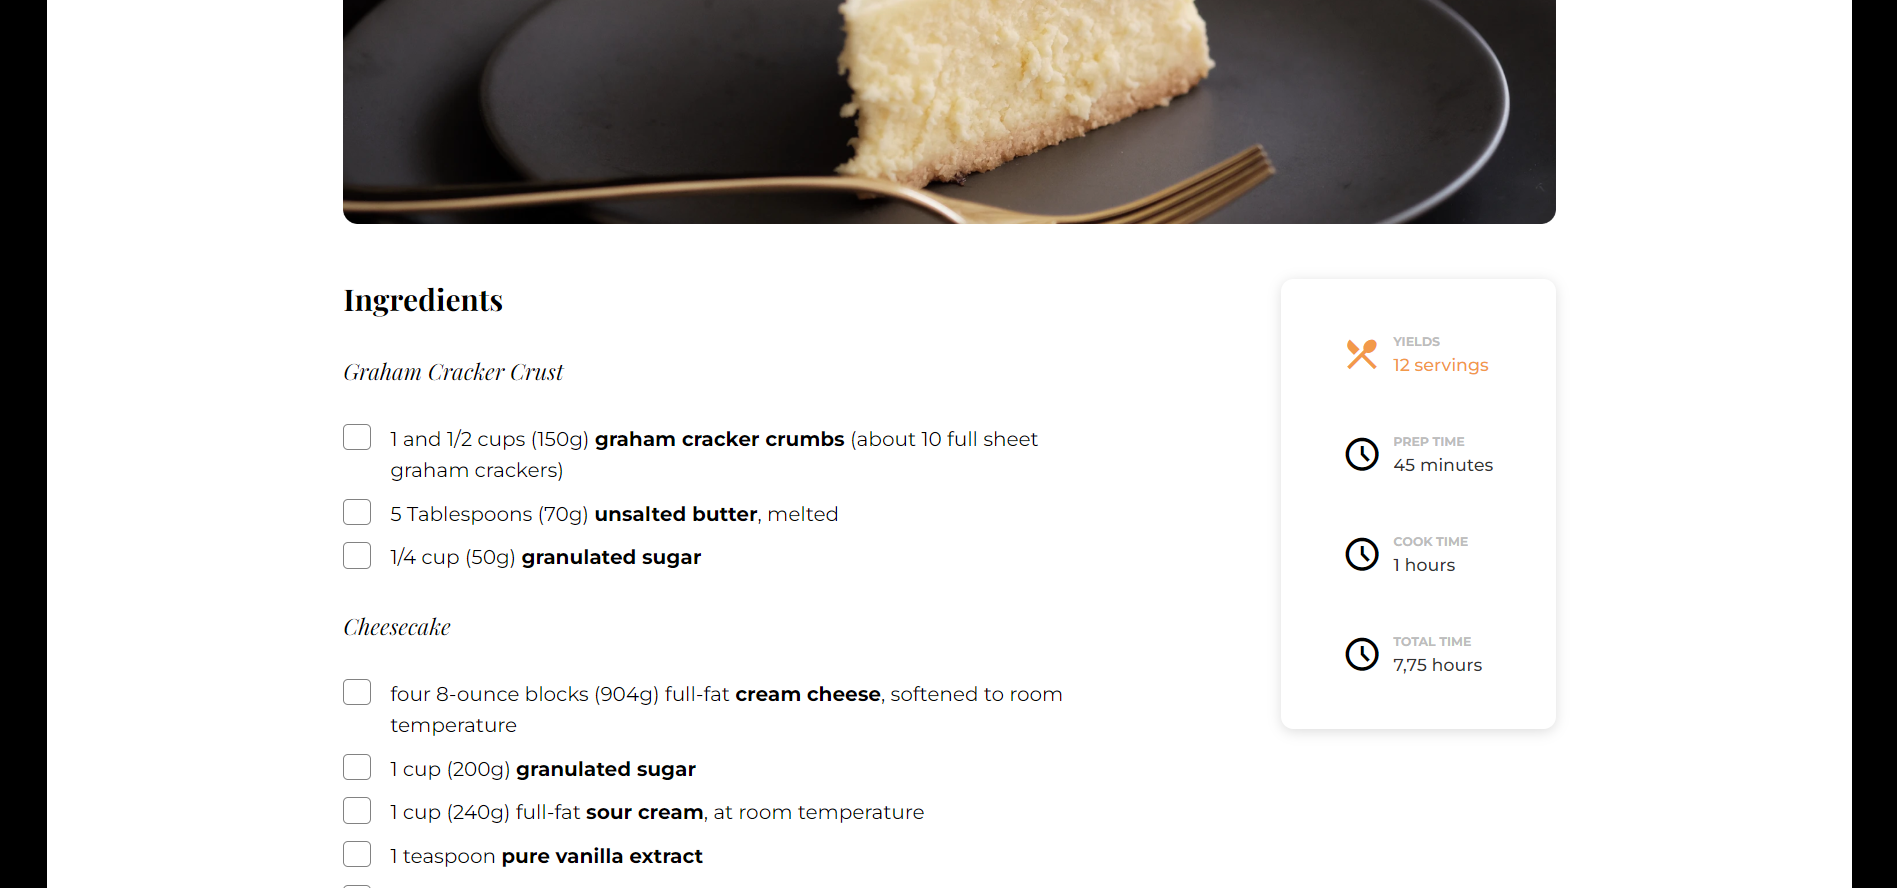 Ingredients
Graham Cracker Crust
1 and 1/2 cups (150g) graham cracker crumbs (about 10 full sheet
graham crackers)
5 Tablespoons (70g) unsalted butter, melted
1/4 cup (50g) granulated sugar
Cheesecake
four 8-ounce blocks (904g) full-fat cream cheese, softened to room
temperature
1 cup (200g) granulated sugar
1 cup (240g) full-fat sour cream, at room temperature
1 teaspoon pure vanilla extract
YIELDS
12 servings
PREP TIME
45 minutes
COOK TIME
1 hours
TOTAL TIME
7,75 hours